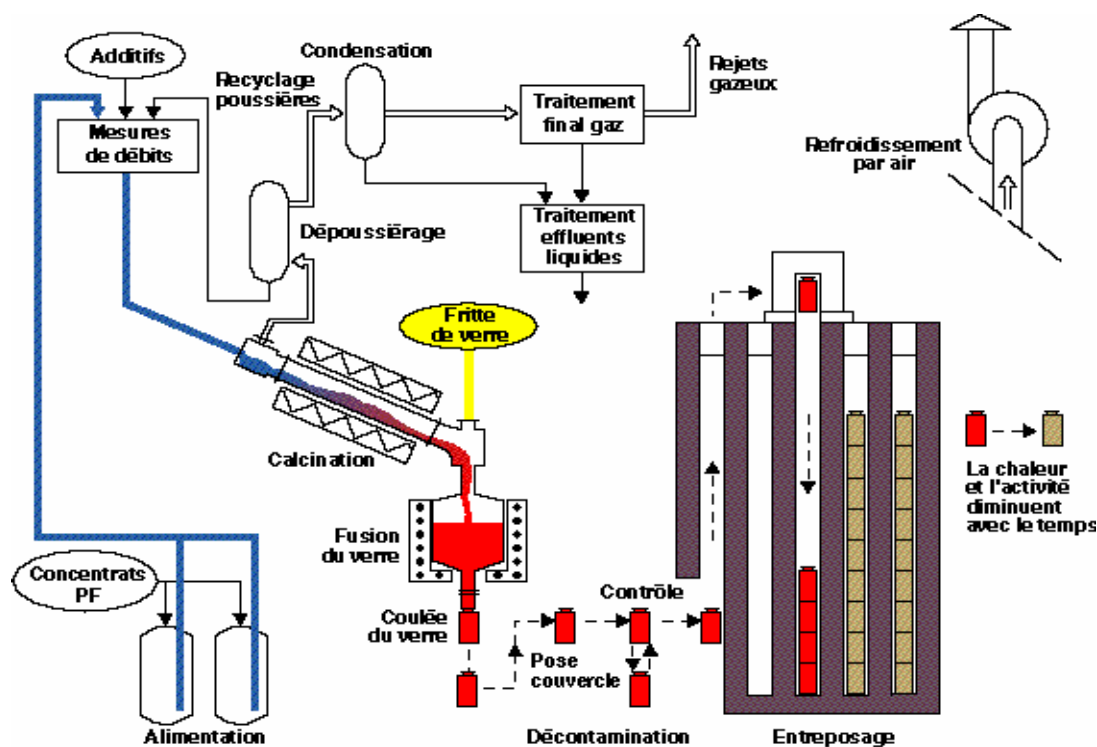 Additifs
Condensation
Recyclage
poussières
Rejets
gazeux
Mesures
de débits
Traitement
final gaz
Refroidissement
par air
Dépoussiérage
Traitement
effluents
liquides
Fritte
de verre
Calcination
La chaleur
et l'activité
diminuent
avec le temps
Fusion
du verre
Concentrats
PF
Contrôle
Coulée
du verre
Pose
couvercle
Alimentation
Décontamination
Entreposage